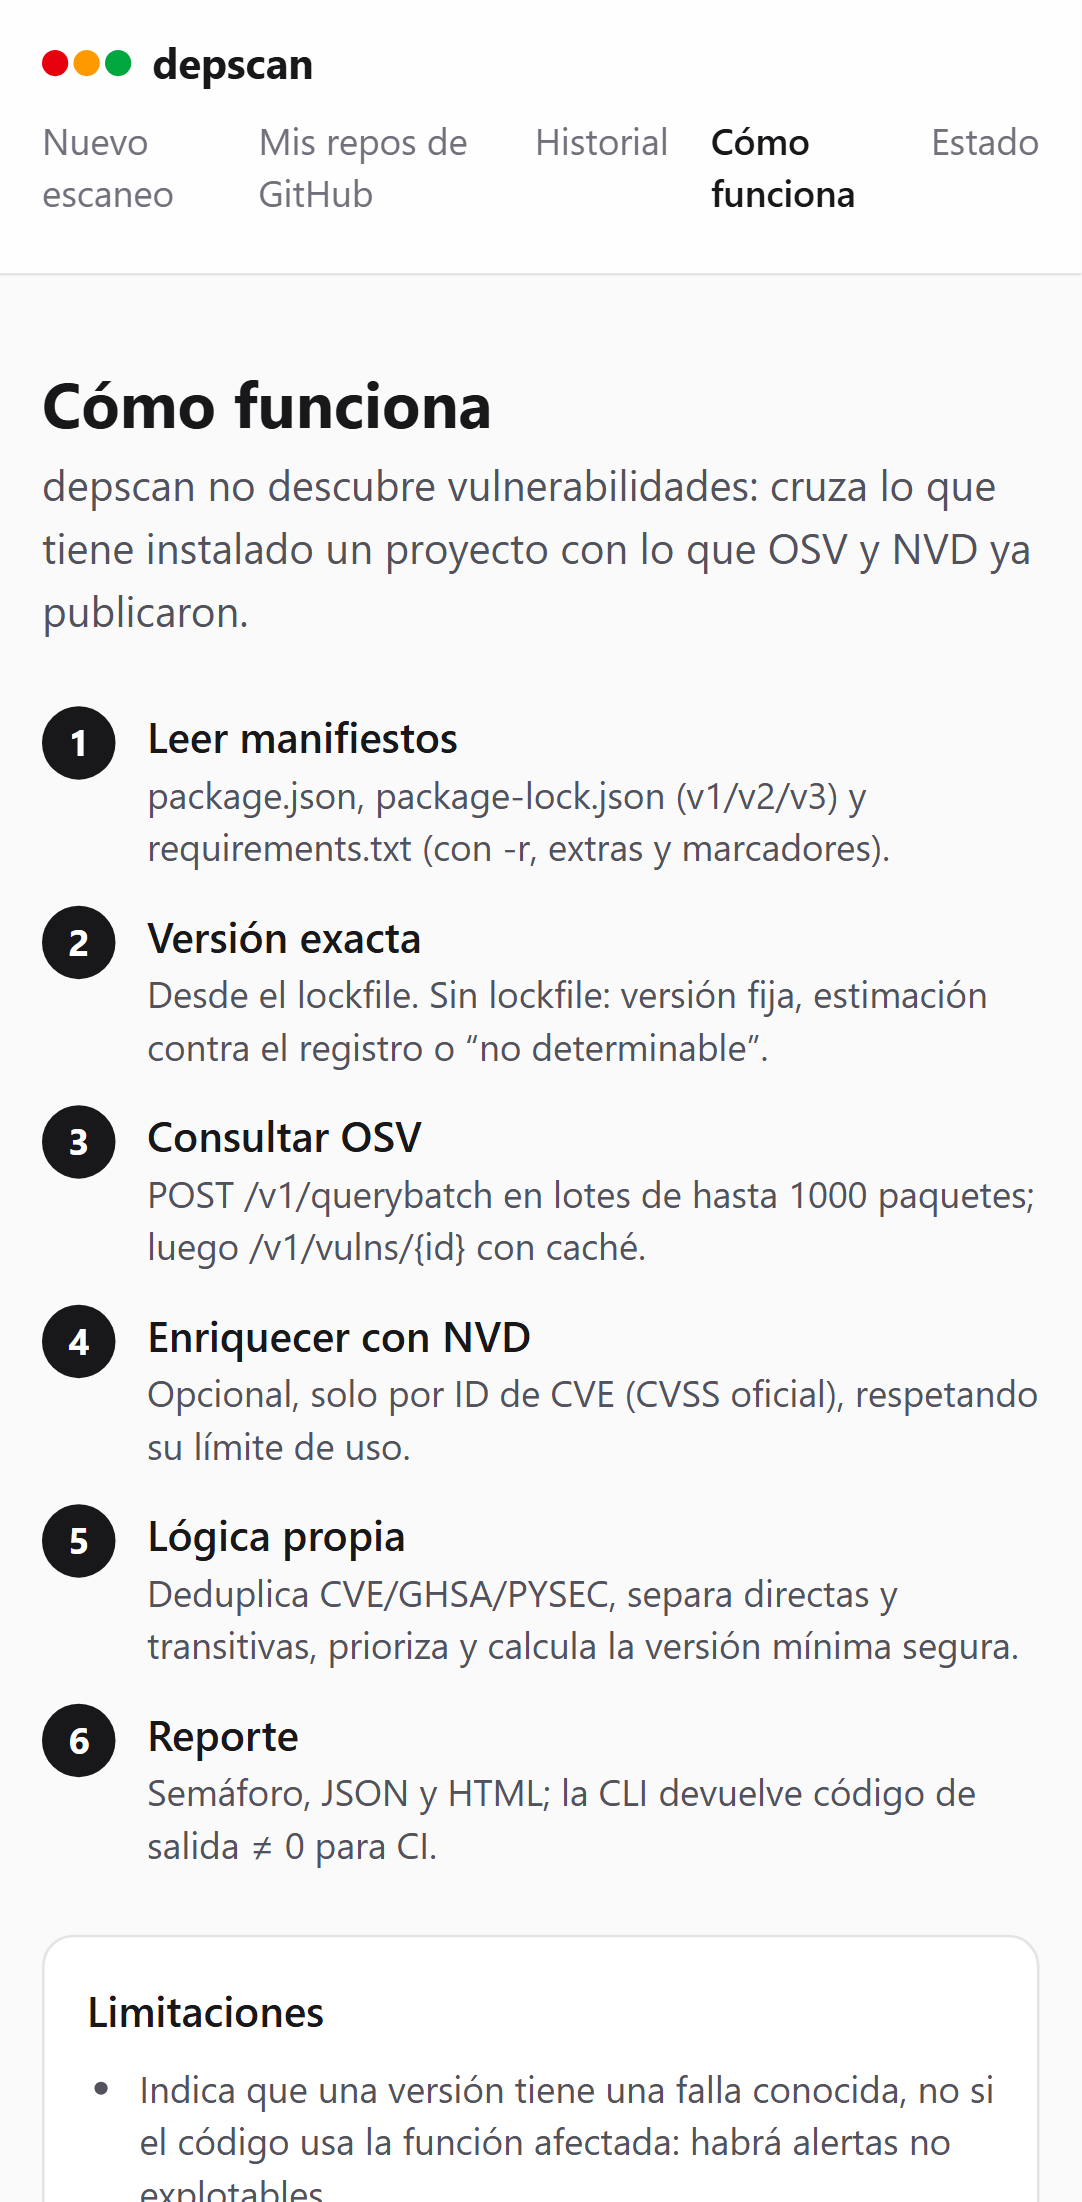 depscan
Nuevo escaneo
Mis repos de GitHub
Historial
Cómo funciona
Estado
Cómo funciona
depscan no descubre vulnerabilidades: cruza lo que
tiene instalado un proyecto con lo que OSV y NVD ya
publicaron.
1
Leer manifiestos
package.json, package-lock.json (v1/v2/v3) y
requirements.txt (con -r, extras y marcadores).
2
Versión exacta
Desde el lockfile. Sin lockfile: versión fija, estimación
contra el registro o “no determinable”.
3
Consultar OSV
POST /v1/querybatch en lotes de hasta 1000 paquetes;
luego /v1/vulns/{id} con caché.
4
Enriquecer con NVD
Opcional, solo por ID de CVE (CVSS oficial), respetando
su límite de uso.
5
Lógica propia
Deduplica CVE/GHSA/PYSEC, separa directas y
transitivas, prioriza y calcula la versión mínima segura.
6
Reporte
Semáforo, JSON y HTML; la CLI devuelve código de
salida ≠ 0 para CI.
Limitaciones
• Indica que una versión tiene una falla conocida, no si
el código usa la función afectada: habrá alertas no
explotables.